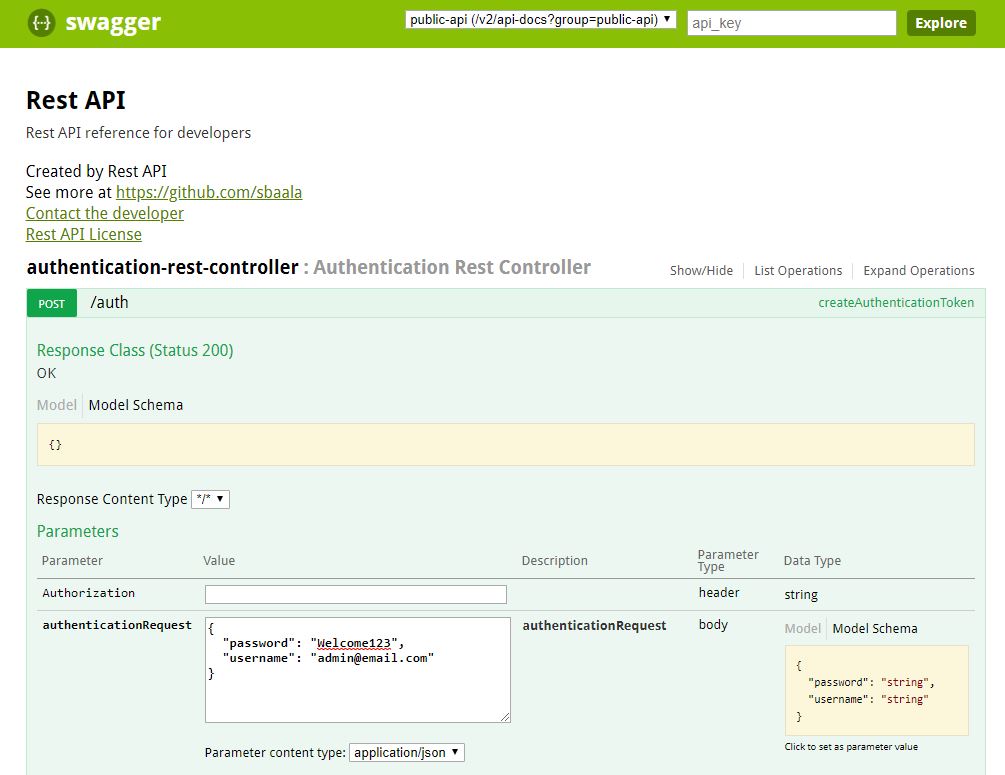 {···} swagger public-api (/v2/api-docs?group=public-api) ▼ api_key Explore
Rest API
Rest API reference for developers
Created by Rest API
See more at https://github.com/sbaala
Contact the developer
Rest API License
authentication-rest-controller : Authentication Rest Controller Show/Hide List Operations Expand Operations
POST /auth createAuthenticationToken
Response Class (Status 200)
OK
Model Model Schema
{}
Response Content Type */* ▼
Parameters
Parameter Value Description Parameter Type Data Type
Authorization header string
authenticationRequest
{
  "password": "Welcome123",
  "username": "admin@email.com"
}
authenticationRequest body
Model Model Schema
{
  "password": "string",
  "username": "string"
}
Click to set as parameter value
Parameter content type: application/json ▼